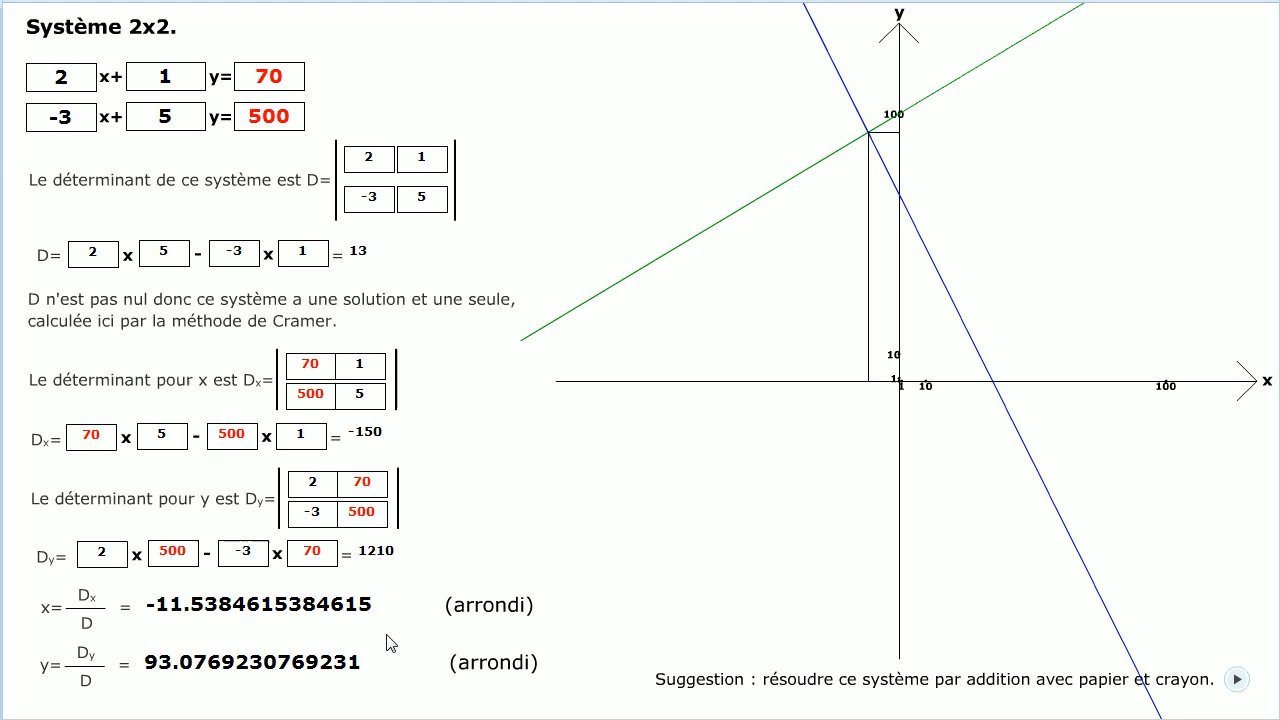 Système 2x2.
2 x+ 1 y= 70
-3 x+ 5 y= 500
Le déterminant de ce système est D=
2 1
-3 5
D= 2 x 5 - -3 x 1 = 13
D n'est pas nul donc ce système a une solution et une seule,
calculée ici par la méthode de Cramer.
Le déterminant pour x est Dx=
70 1
500 5
Dx= 70 x 5 - 500 x 1 = -150
Le déterminant pour y est Dy=
2 70
-3 500
Dy= 2 x 500 - -3 x 70 = 1210
x= Dx
D
= -11.5384615384615 (arrondi)
y= Dy
D
= 93.0769230769231 (arrondi)
y
100
10
1
1 10 100
x
Suggestion : résoudre ce système par addition avec papier et crayon.